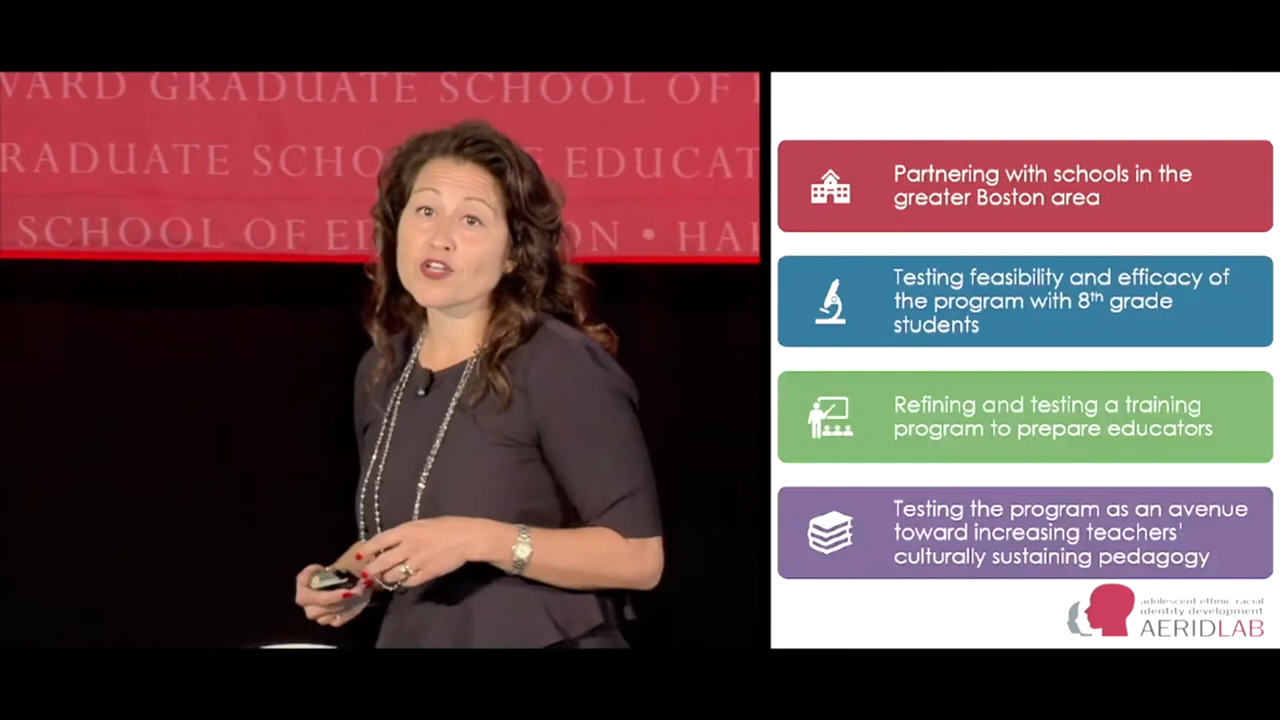 VARD GRADUATE SCHOOL OF
RADUATE SCHO E EDUCAT
SCHOOL OF ED ON • HAR
Partnering with schools in the
greater Boston area
Testing feasibility and efficacy of
the program with 8th grade
students
Refining and testing a training
program to prepare educators
Testing the program as an avenue
toward increasing teachers'
culturally sustaining pedagogy
adolescent ethnic racial
identity development
AERIDLAB